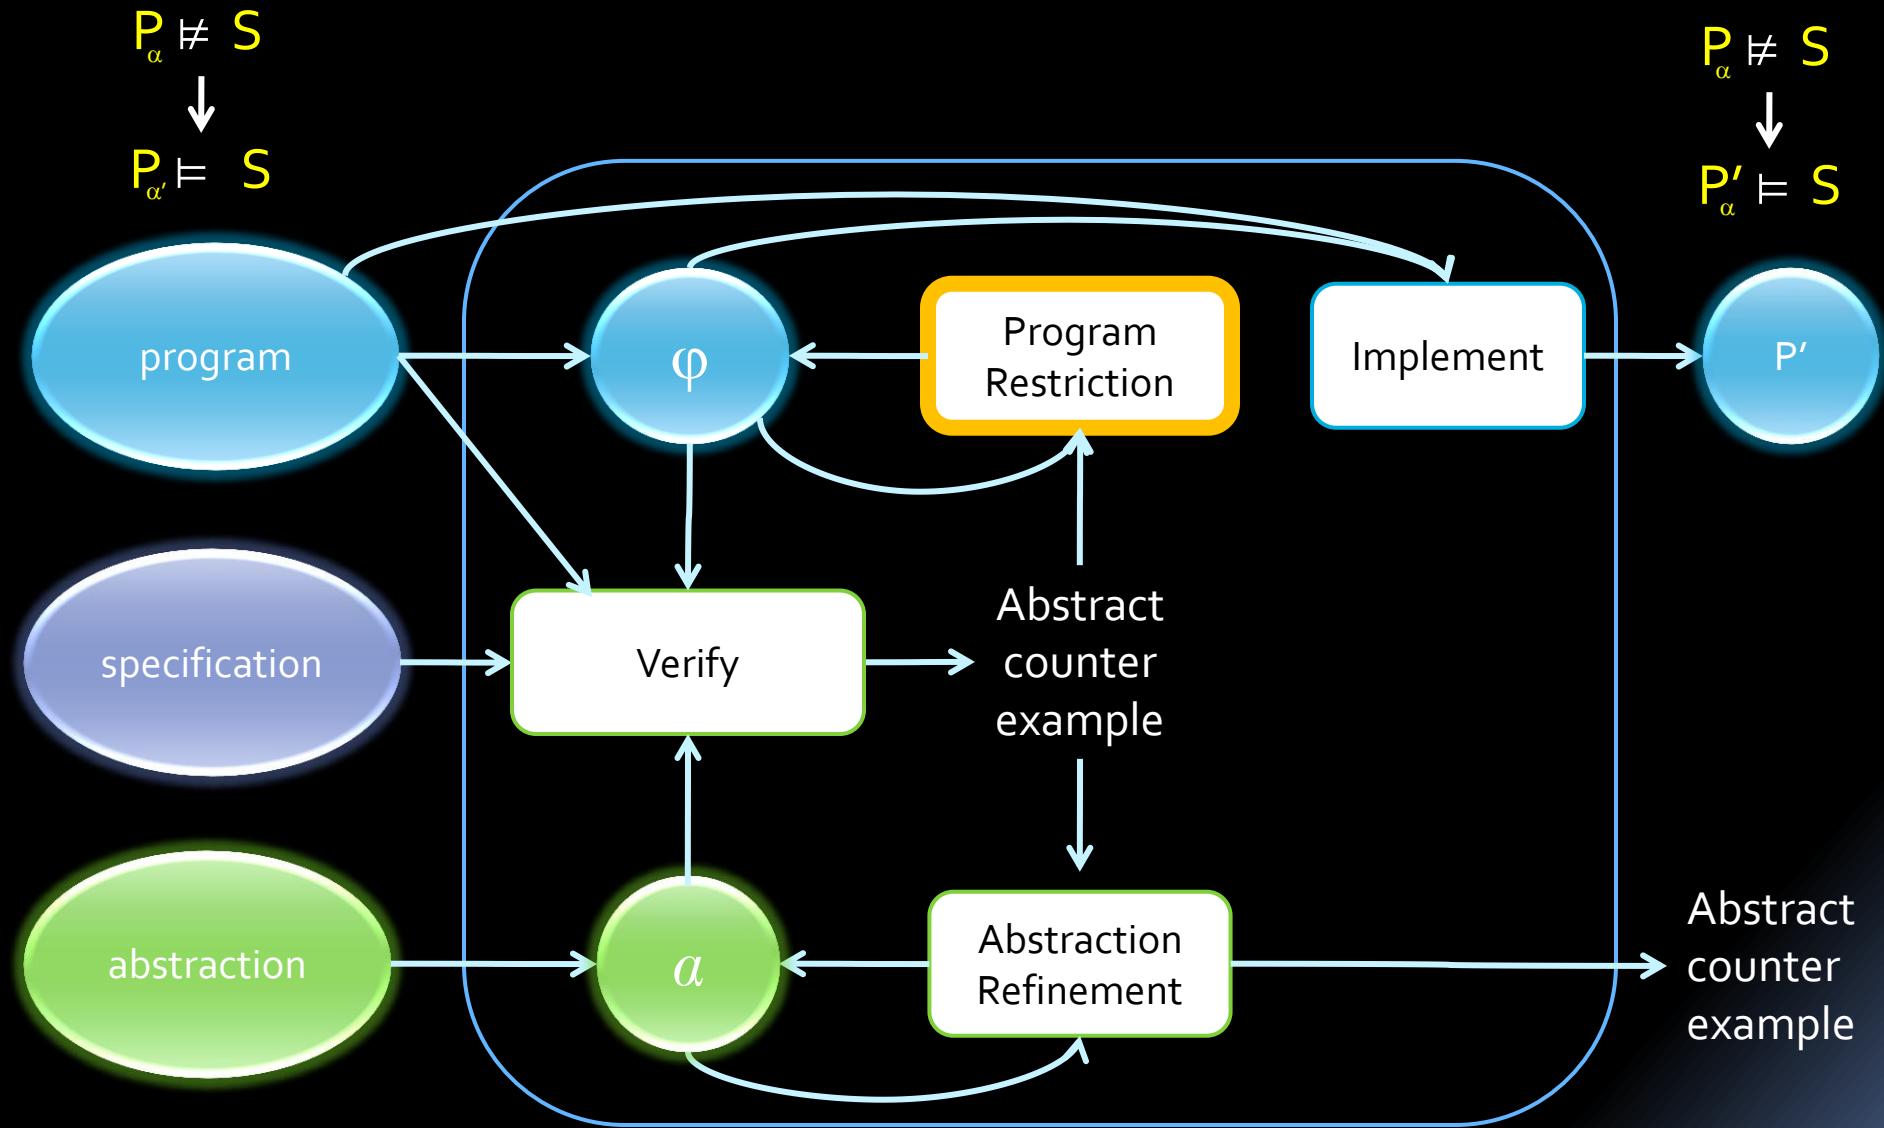 Pα ⊭ S
Pα′ ⊨ S
Pα ⊭ S
P′α ⊨ S
program
φ
Program
Restriction
Implement
P′
specification
Verify
Abstract
counter
example
abstraction
α
Abstraction
Refinement
Abstract
counter
example